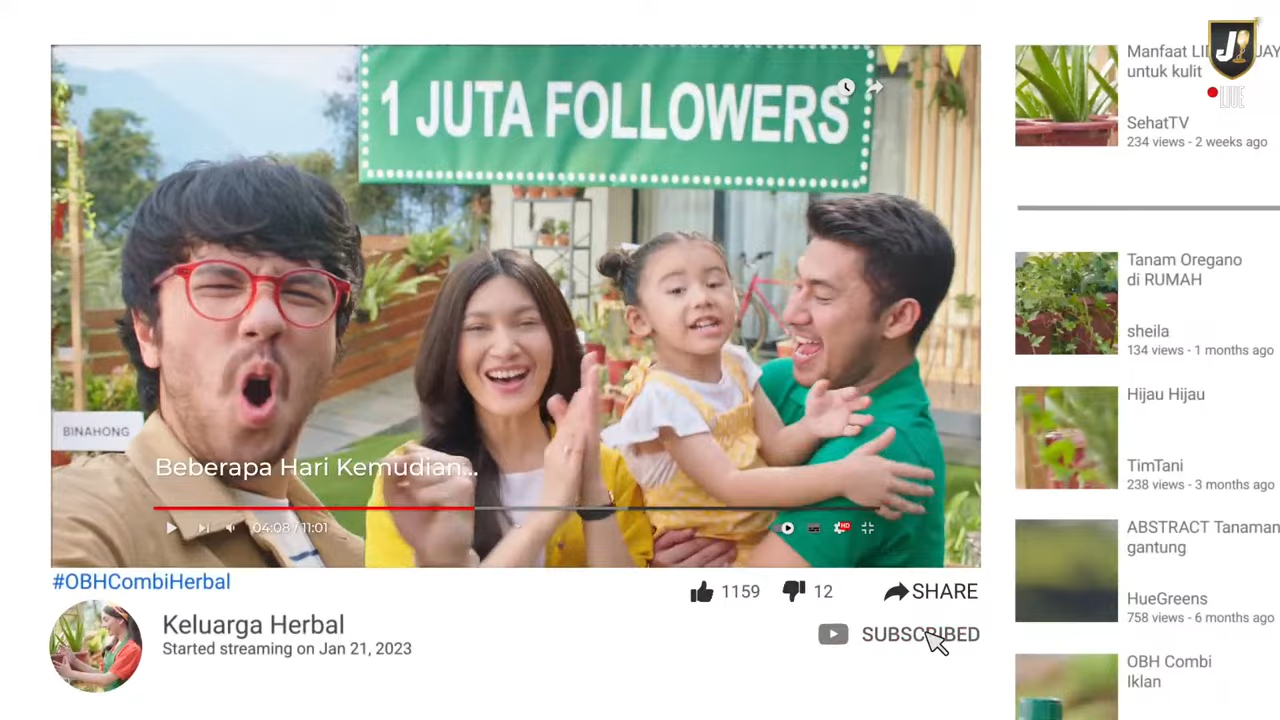 1 JUTA FOLLOWERS
BINAHONG
Beberapa Hari Kemudian...
04:08 / 11:01
HD
#OBHCombiHerbal
1159
12
SHARE
Keluarga Herbal
Started streaming on Jan 21, 2023
SUBSCRIBED
J
LIVE
Manfaat
untuk kulit
SehatTV
234 views - 2 weeks ago
Tanam Oregano
di RUMAH
sheila
134 views - 1 months ago
Hijau Hijau
TimTani
238 views - 3 months ago
ABSTRACT Tanaman
gantung
HueGreens
758 views - 6 months ago
OBH Combi
Iklan